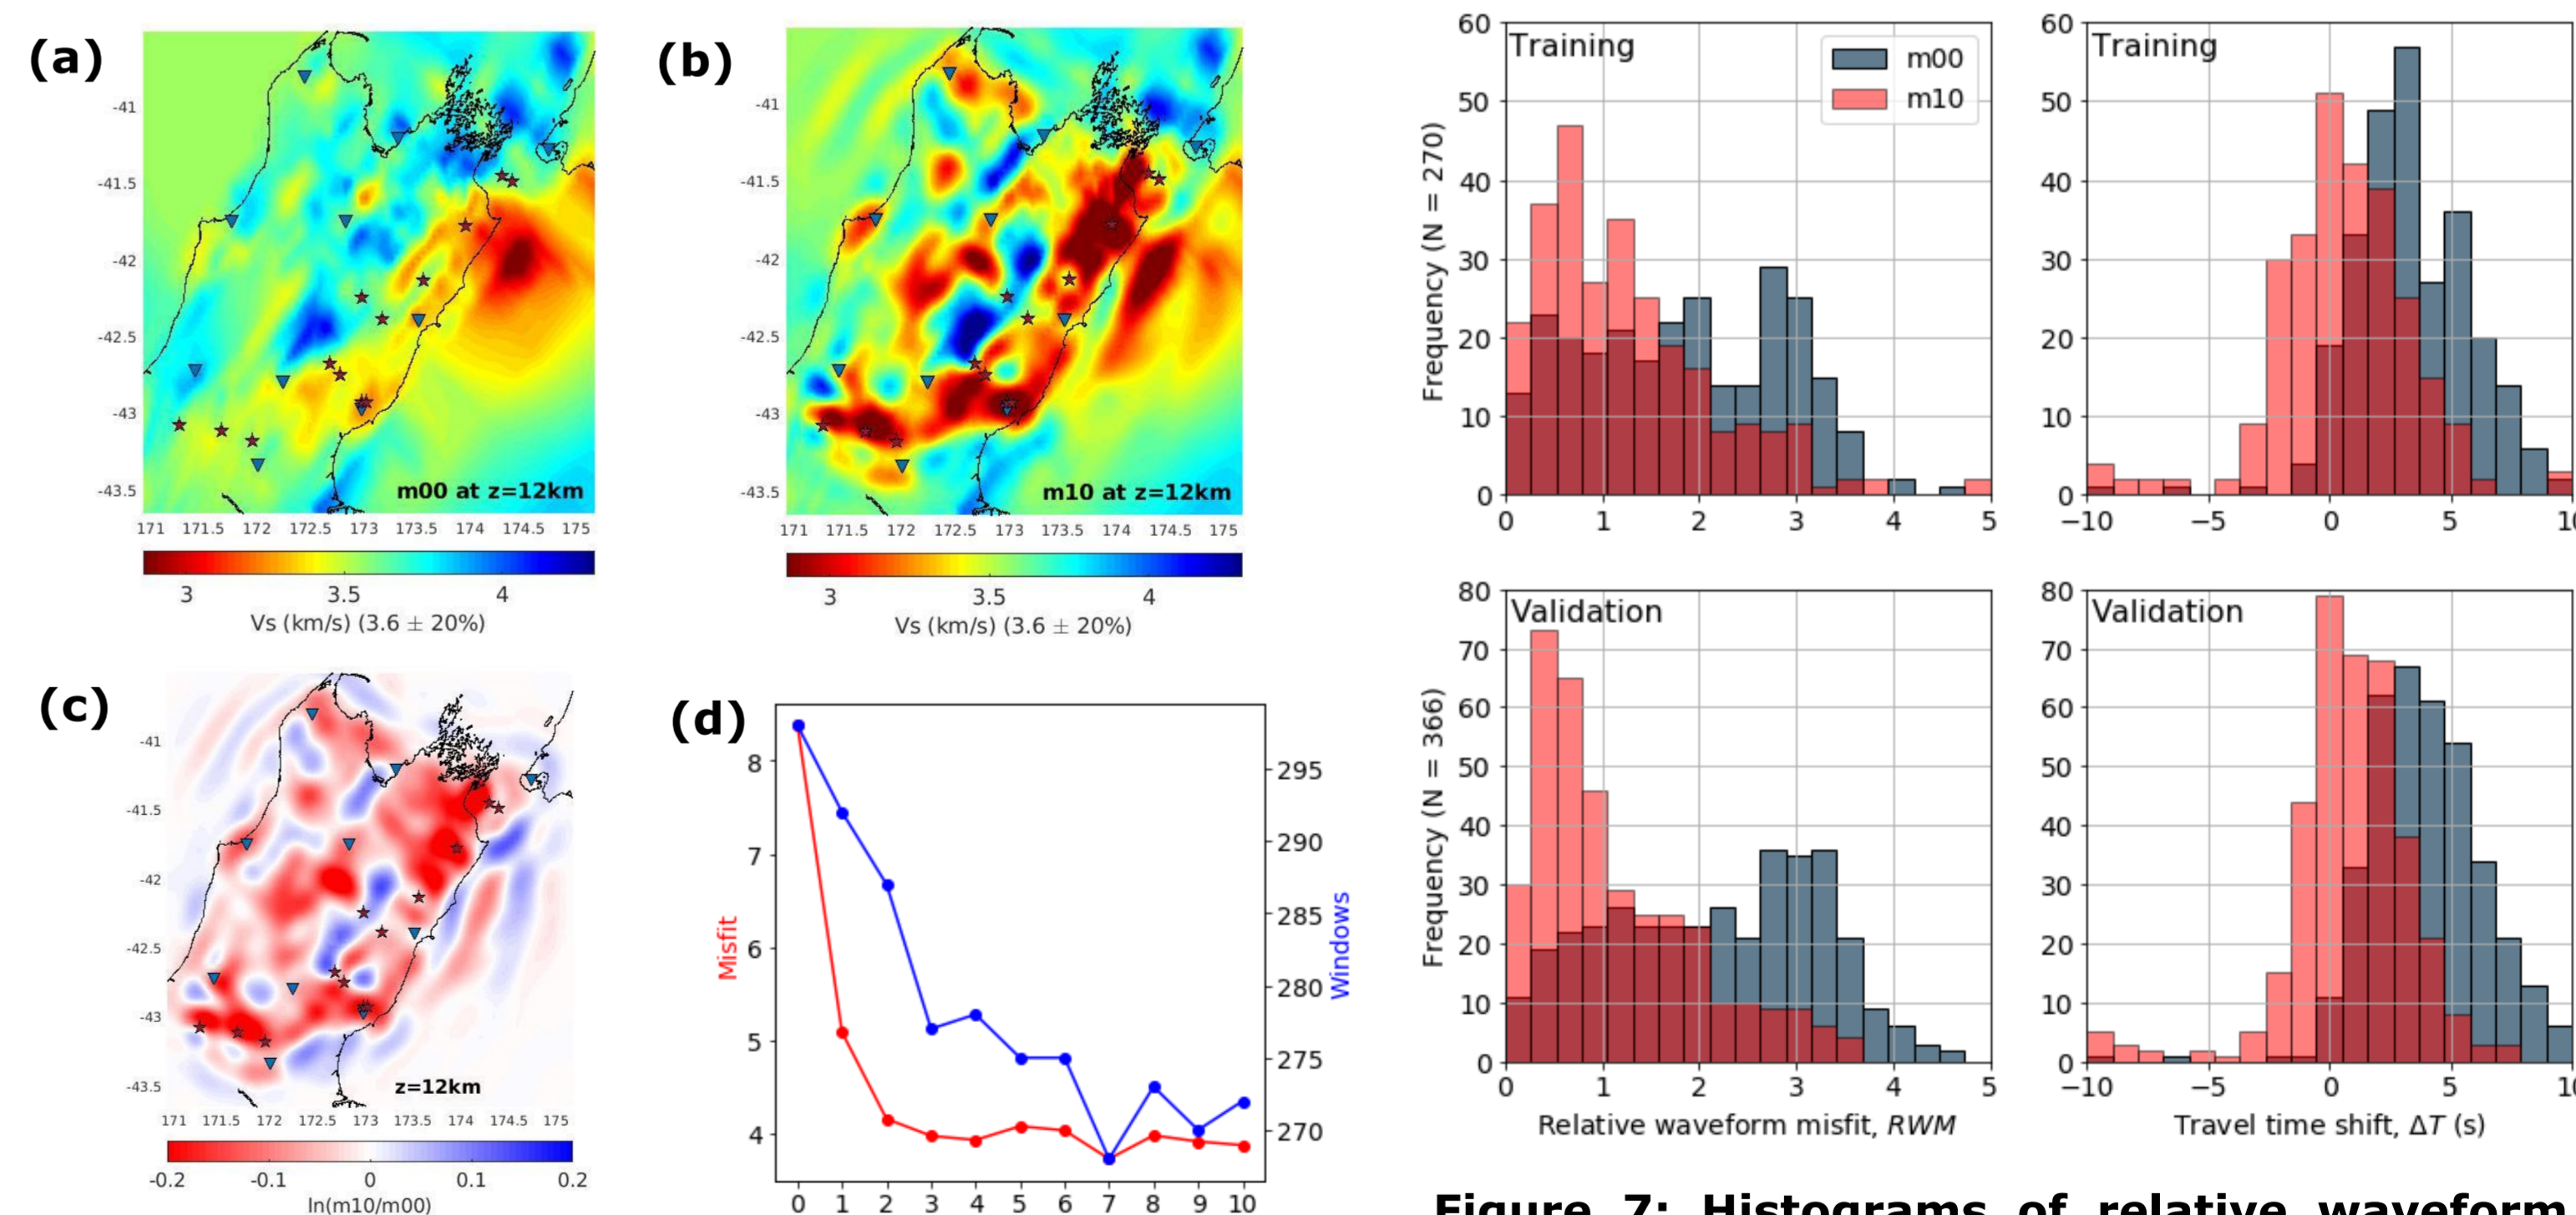 (a)
-41
-41.5
-42
-42.5
-43
-43.5
m00 at z=12km
171 171.5 172 172.5 173 173.5 174 174.5 175
3 3.5 4
Vs (km/s) (3.6 ± 20%)
(b)
-41
-41.5
-42
-42.5
-43
-43.5
m10 at z=12km
171 171.5 172 172.5 173 173.5 174 174.5 175
3 3.5 4
Vs (km/s) (3.6 ± 20%)
(c)
-41
-41.5
-42
-42.5
-43
-43.5
z=12km
171 171.5 172 172.5 173 173.5 174 174.5 175
-0.2 -0.1 0 0.1 0.2
ln(m10/m00)
(d)
8
7
6
5
4
Misfit
295
290
285
280
275
270
Windows
0 1 2 3 4 5 6 7 8 9 10
Training
m00
m10
60
50
40
30
20
10
0
Frequency (N = 270)
0 1 2 3 4 5
Training
60
50
40
30
20
10
0
−10 −5 0 5
Validation
80
70
60
50
40
30
20
10
0
Frequency (N = 366)
0 1 2 3 4 5
Relative waveform misfit, RWM
Validation
80
70
60
50
40
30
20
10
0
−10 −5 0 5
Travel time shift, ΔT (s)
Figure 7: Histograms of relative waveform